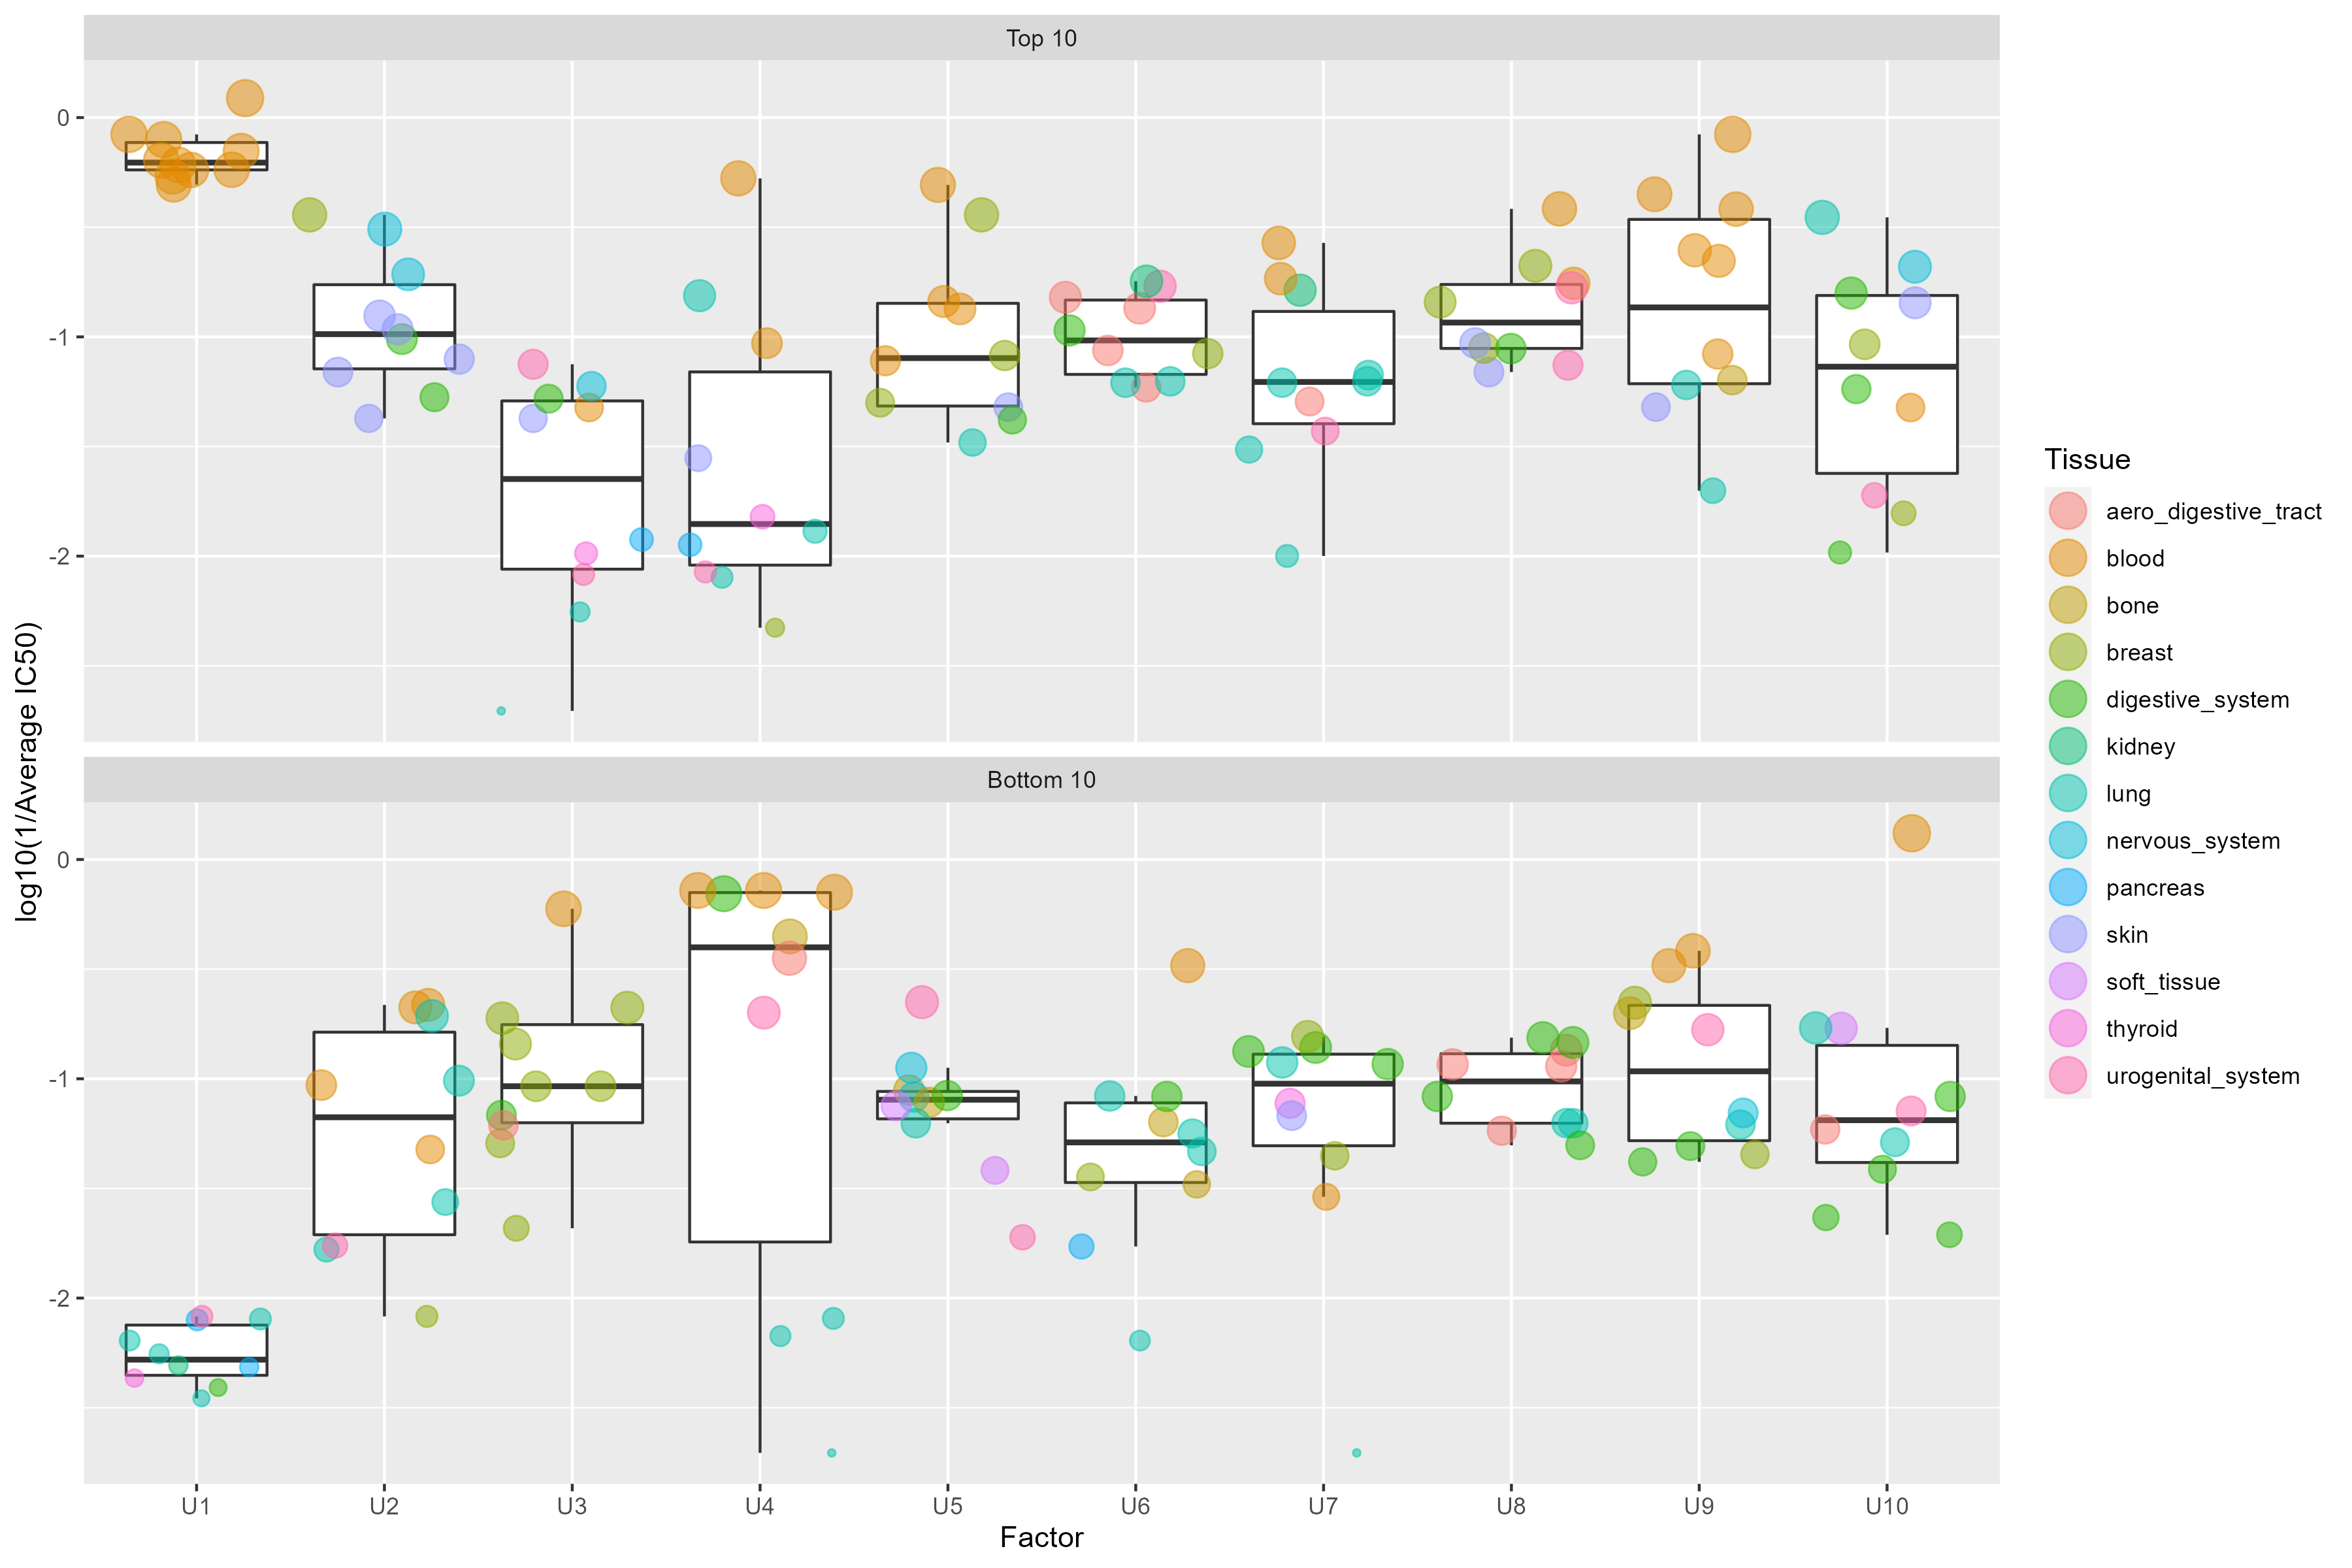 Top 10
0
-1
-2
Bottom 10
0
-1
-2
log10(1/Average IC50)
U1 U2 U3 U4 U5 U6 U7 U8 U9 U10
Factor
Tissue
aero_digestive_tract
blood
bone
breast
digestive_system
kidney
lung
nervous_system
pancreas
skin
soft_tissue
thyroid
urogenital_system